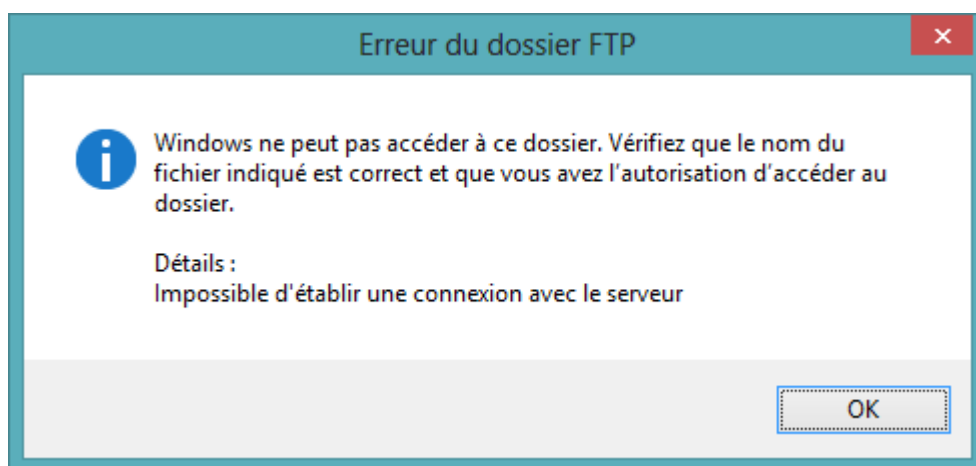 Erreur du dossier FTP
Windows ne peut pas accéder à ce dossier. Vérifiez que le nom du
fichier indiqué est correct et que vous avez l'autorisation d'accéder au
dossier.
Détails :
Impossible d'établir une connexion avec le serveur
OK